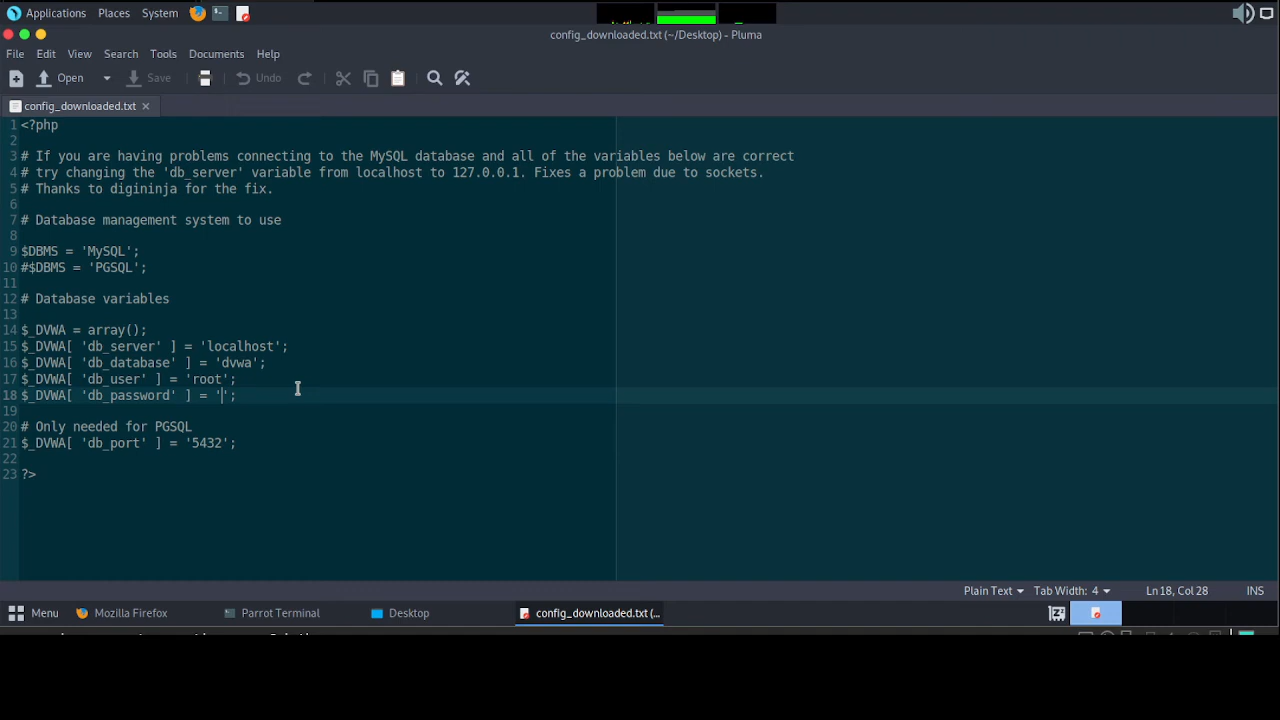 Applications Places System
config_downloaded.txt (~/Desktop) - Pluma
File Edit View Search Tools Documents Help
Open Save Undo
config_downloaded.txt ×
1 <?php
2
3 # If you are having problems connecting to the MySQL database and all of the variables below are correct
4 # try changing the 'db_server' variable from localhost to 127.0.0.1. Fixes a problem due to sockets.
5 # Thanks to digininja for the fix.
6
7 # Database management system to use
8
9 $DBMS = 'MySQL';
10 #$DBMS = 'PGSQL';
11
12 # Database variables
13
14 $_DVWA = array();
15 $_DVWA[ 'db_server' ] = 'localhost';
16 $_DVWA[ 'db_database' ] = 'dvwa';
17 $_DVWA[ 'db_user' ] = 'root';
18 $_DVWA[ 'db_password' ] = '';
19
20 # Only needed for PGSQL
21 $_DVWA[ 'db_port' ] = '5432';
22
23 ?>
Plain Text Tab Width: 4 Ln 18, Col 28 INS
Menu Mozilla Firefox Parrot Terminal Desktop config_downloaded.txt (...